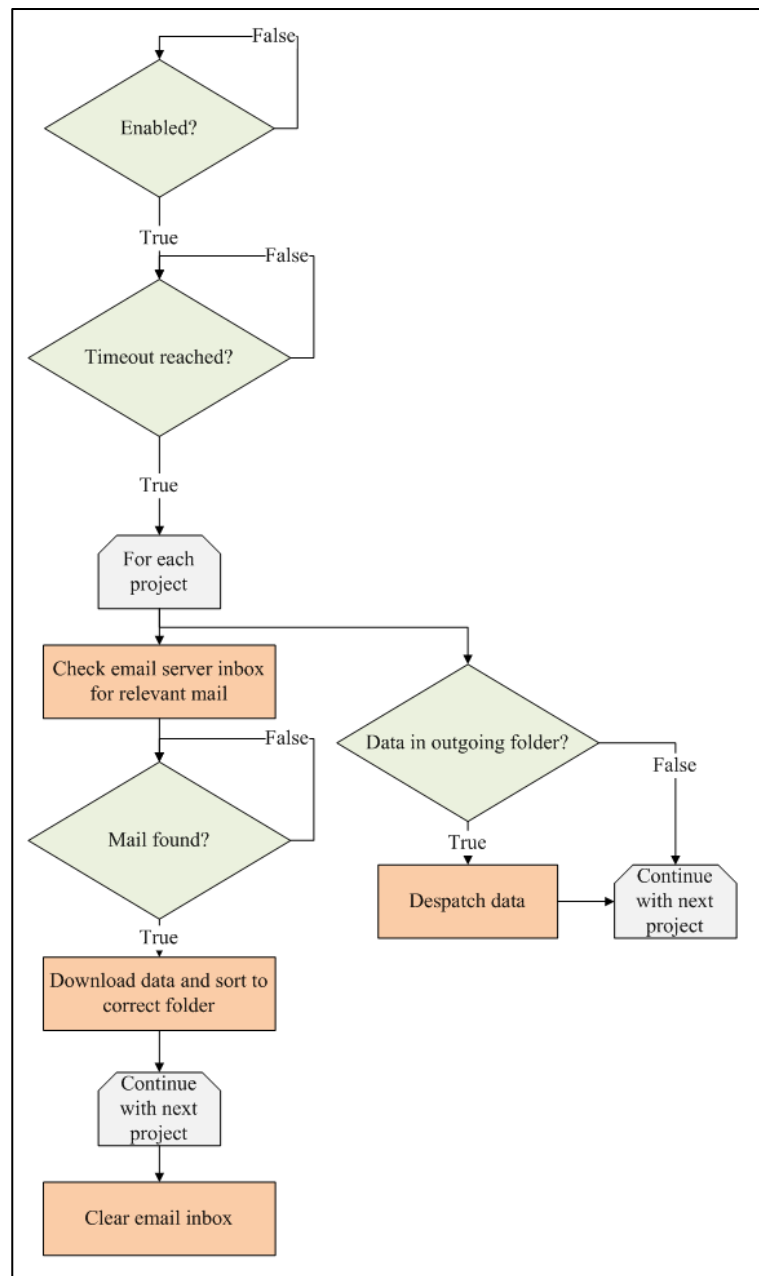 False
Enabled?
True
False
Timeout reached?
True
For each
project
Check email server inbox
for relevant mail
False
Mail found?
True
Download data and sort to
correct folder
Continue
with next
project
Clear email inbox
Data in outgoing folder?
False
True
Despatch data
Continue
with next
project